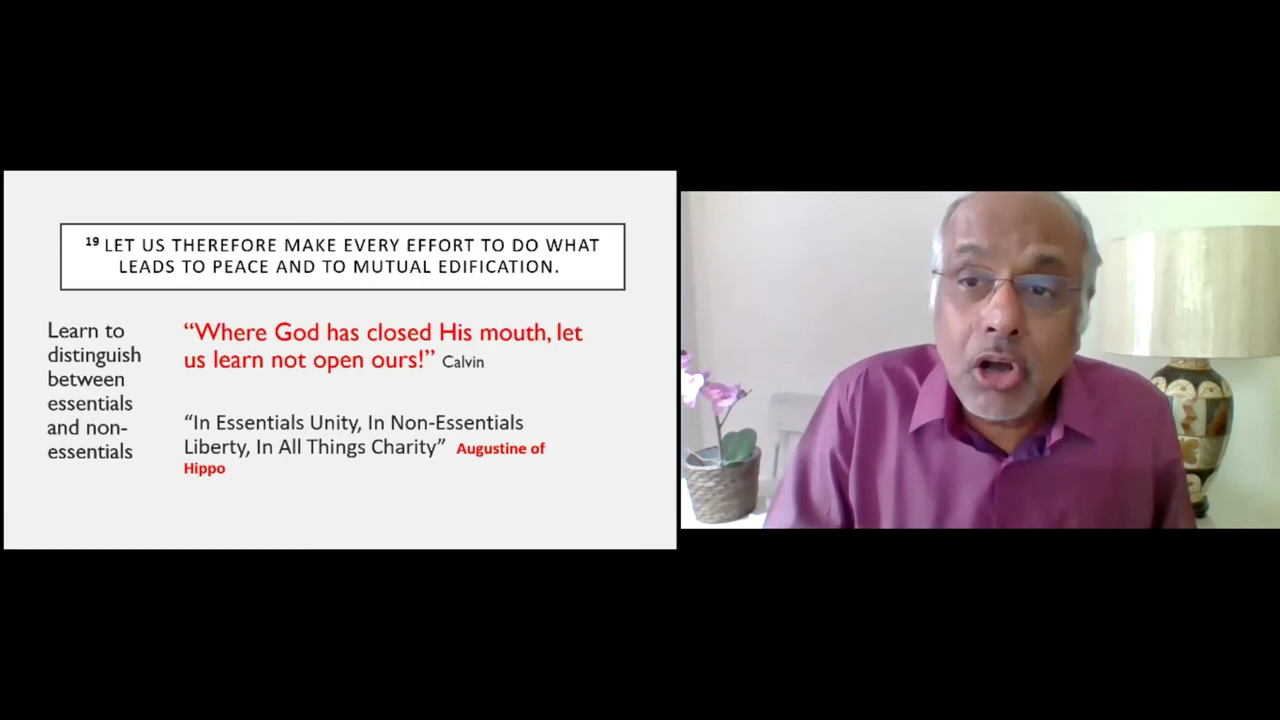 19 LET US THEREFORE MAKE EVERY EFFORT TO DO WHAT
LEADS TO PEACE AND TO MUTUAL EDIFICATION.
Learn to
distinguish
between
essentials
and non-
essentials
“Where God has closed His mouth, let
us learn not open ours!” Calvin
“In Essentials Unity, In Non-Essentials
Liberty, In All Things Charity” Augustine of
Hippo